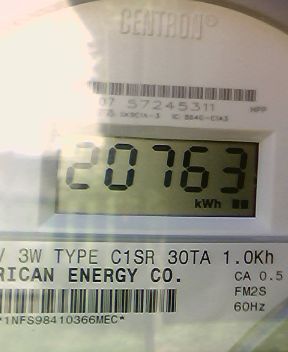 CENTRON®
07 57245311 HPP
20763
kWh
3W TYPE C1SR 30TA 1.0Kh
RICAN ENERGY CO.
CA 0.5
FM2S
60Hz
*1NFS98410366MEC*